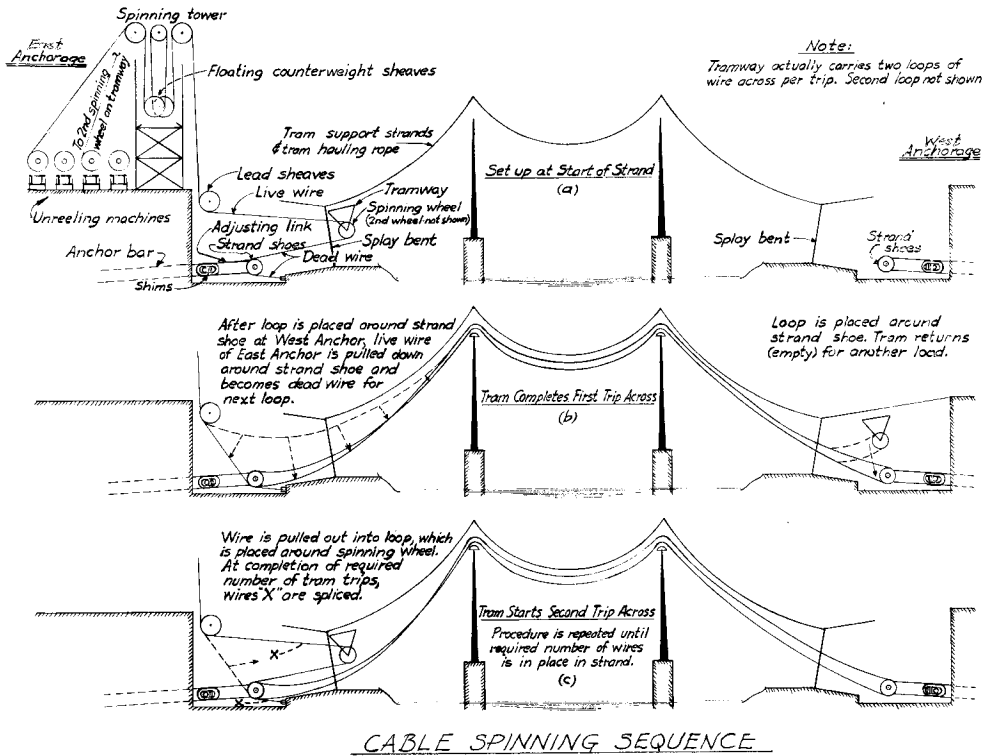 Spinning tower
East
Anchorage
To 2nd spinning
wheel on tramway
Floating counterweight sheaves
Note:
Tramway actually carries two loops of
wire across per trip. Second loop not shown
Tram support strands
& tram hauling rope
West
Anchorage
Set up at Start of Strand
(a)
Lead sheaves
Live wire
Tramway
Spinning wheel
(2nd wheel not shown)
Unreeling machines
Adjusting link
Strand shoes
Splay bent
Splay bent
Strand
shoes
Anchor bar
Dead wire
Shims
After loop is placed around strand
shoe at West Anchor, live wire
of East Anchor is pulled down
around strand shoe and
becomes dead wire for
next loop.
Loop is placed around
strand shoe. Tram returns
(empty) for another load.
Tram Completes First Trip Across
(b)
Wire is pulled out into loop, which
is placed around spinning wheel.
At completion of required
number of tram trips,
wires "X" are spliced.
Tram Starts Second Trip Across
Procedure is repeated until
required number of wires
is in place in strand.
(c)
X
X
CABLE SPINNING SEQUENCE